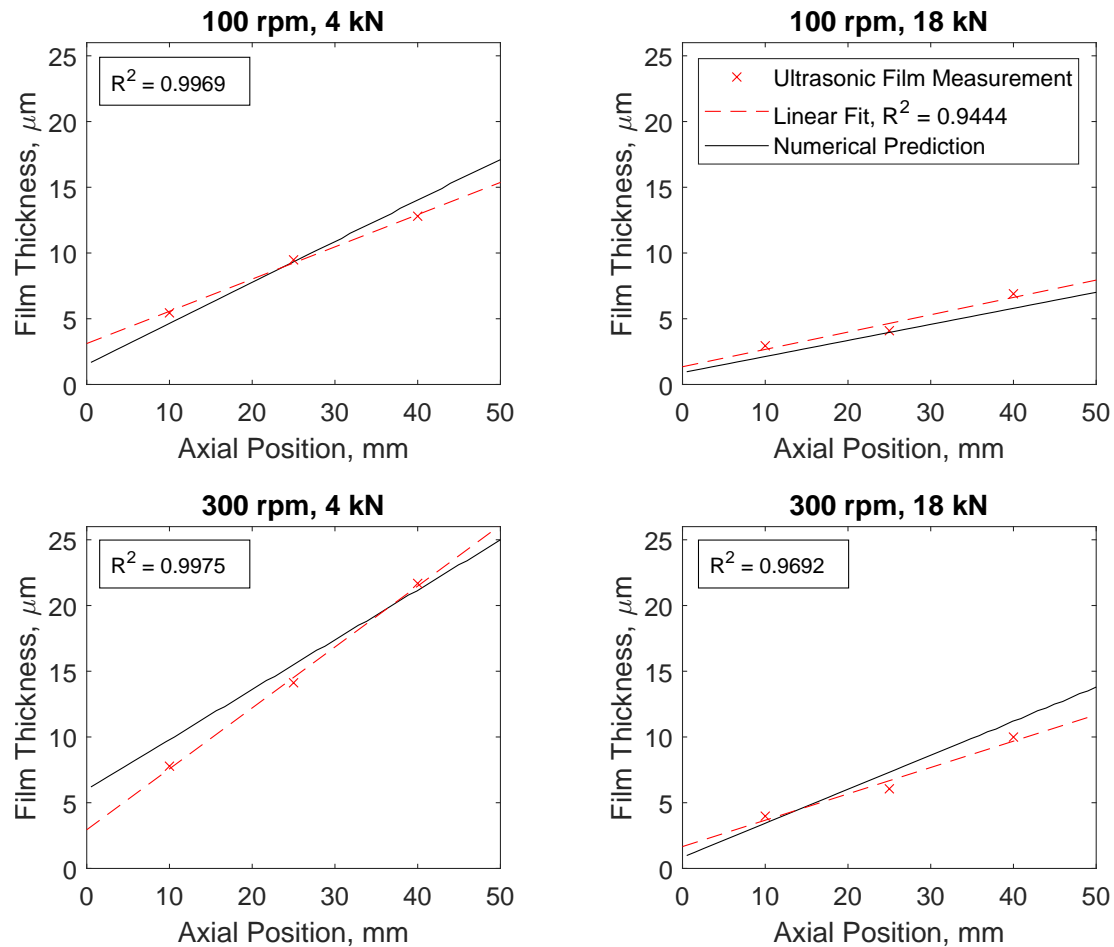 100 rpm, 4 kN
R² = 0.9969
Film Thickness, μm
25
20
15
10
5
0
0 10 20 30 40 50
Axial Position, mm
100 rpm, 18 kN
Ultrasonic Film Measurement
Linear Fit, R² = 0.9444
Numerical Prediction
Film Thickness, μm
25
20
15
10
5
0
0 10 20 30 40 50
Axial Position, mm
300 rpm, 4 kN
R² = 0.9975
Film Thickness, μm
25
20
15
10
5
0
0 10 20 30 40 50
Axial Position, mm
300 rpm, 18 kN
R² = 0.9692
Film Thickness, μm
25
20
15
10
5
0
0 10 20 30 40 50
Axial Position, mm